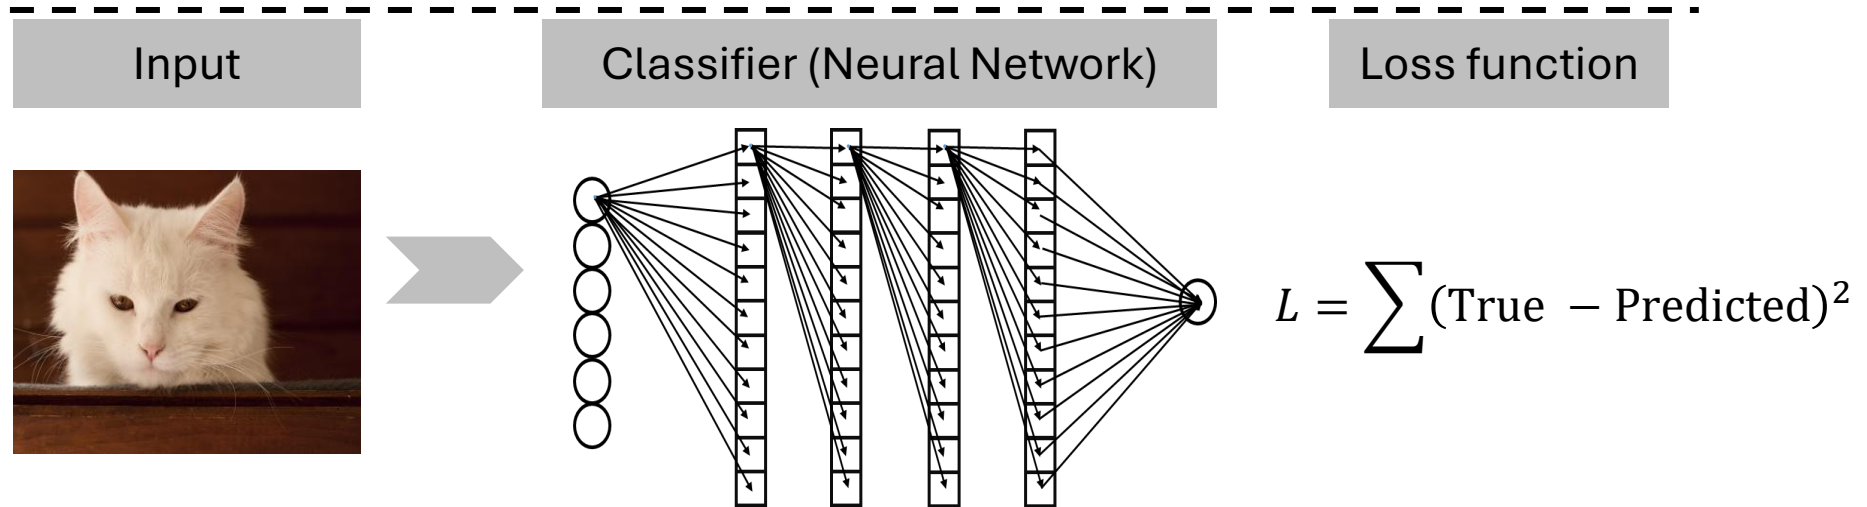 Input
Classifier (Neural Network)
Loss function
L = ∑(True − Predicted)²